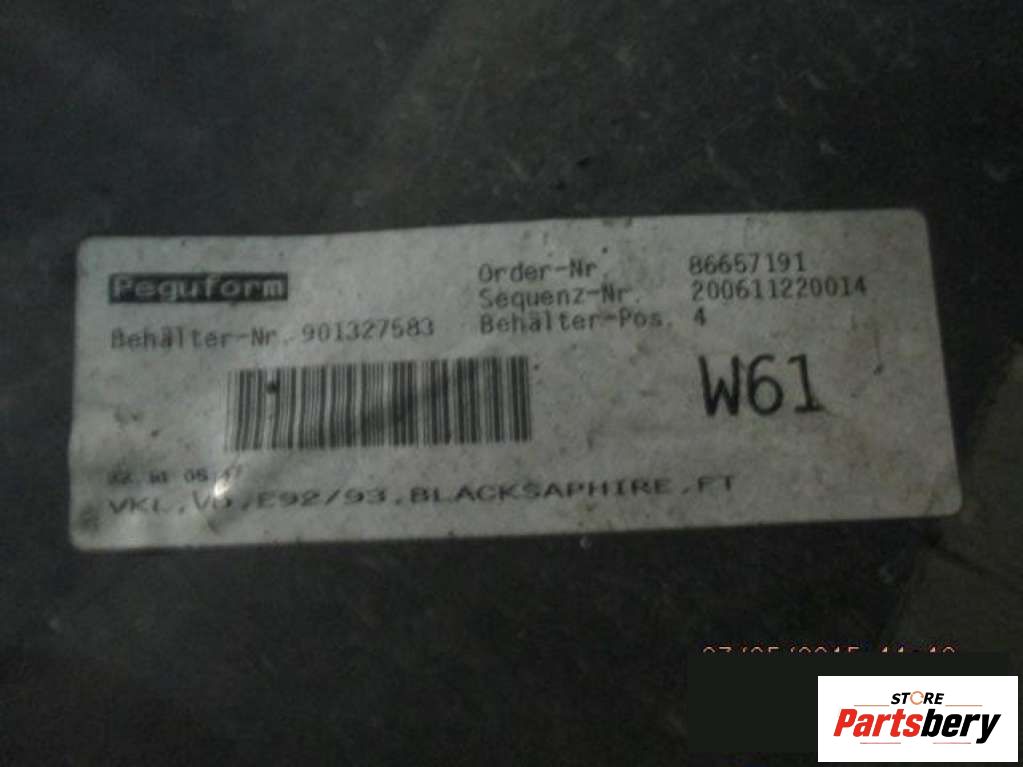 Peguform
Order-Nr. 86657191
Sequenz-Nr. 200611220014
Behälter-Nr. 901327583
Behälter-Pos. 4
W61
VKL,VD,E92/93,BLACKSAPHIRE,FT
STORE
Partsbery